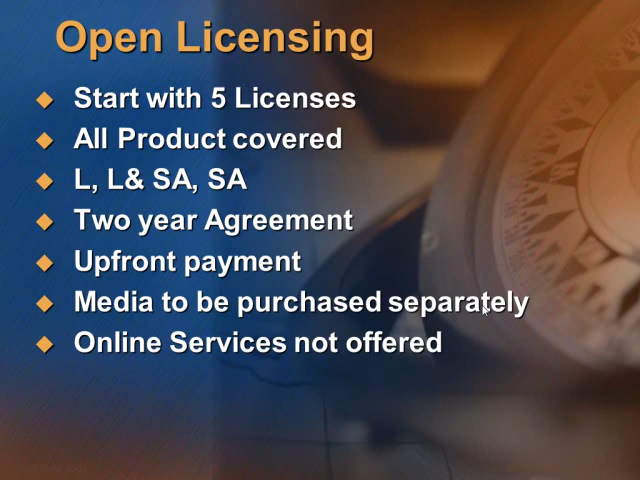 Open Licensing
Start with 5 Licenses
All Product covered
L, L& SA, SA
Two year Agreement
Upfront payment
Media to be purchased separately
Online Services not offered